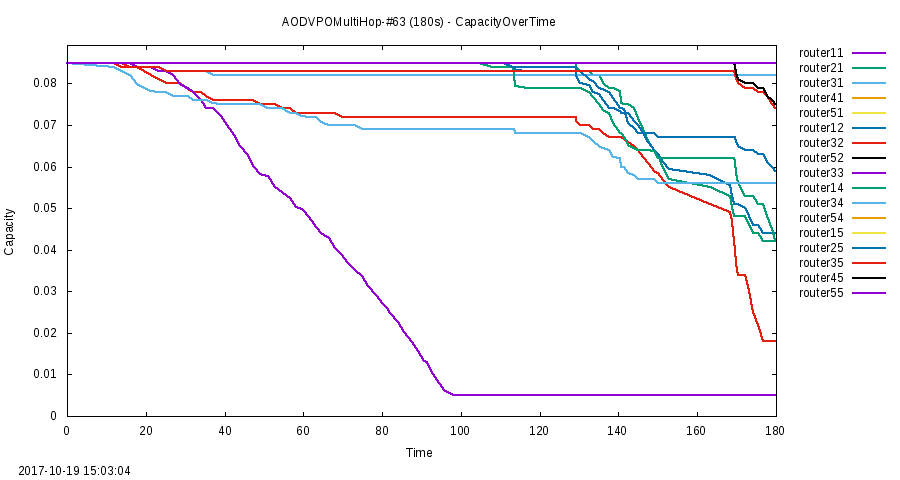 AODVPOMultiHop-#63 (180s) - CapacityOverTime
Capacity
0.08
0.07
0.06
0.05
0.04
0.03
0.02
0.01
0
0 20 40 60 80 100 120 140 160 180
Time
router11
router21
router31
router41
router51
router12
router32
router52
router33
router14
router34
router54
router15
router25
router35
router45
router55
2017-10-19 15:03:04